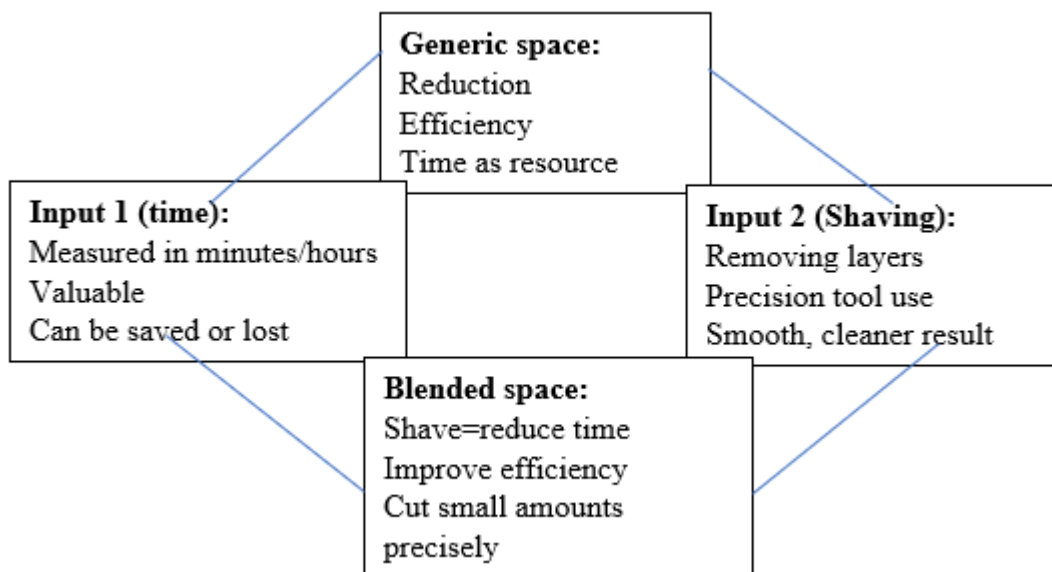 Generic space:
Reduction
Efficiency
Time as resource
Input 1 (time):
Measured in minutes/hours
Valuable
Can be saved or lost
Input 2 (Shaving):
Removing layers
Precision tool use
Smooth, cleaner result
Blended space:
Shave=reduce time
Improve efficiency
Cut small amounts
precisely